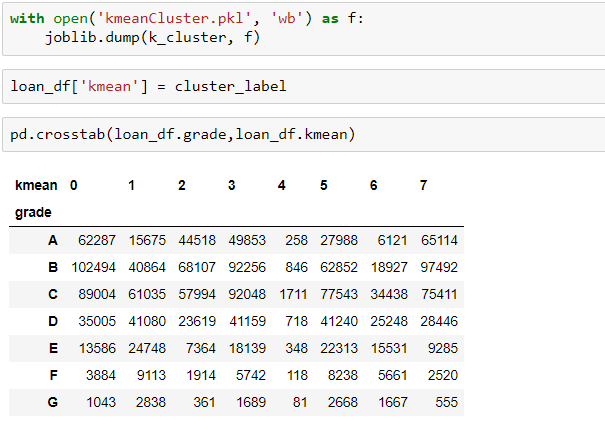 with open('kmeanCluster.pkl', 'wb') as f:
    joblib.dump(k_cluster, f)
loan_df['kmean'] = cluster_label
pd.crosstab(loan_df.grade,loan_df.kmean)
kmean 0 1 2 3 4 5 6 7
grade
A 62287 15675 44518 49853 258 27988 6121 65114
B 102494 40864 68107 92256 846 62852 18927 97492
C 89004 61035 57994 92048 1711 77543 34438 75411
D 35005 41080 23619 41159 718 41240 25248 28446
E 13586 24748 7364 18139 348 22313 15531 9285
F 3884 9113 1914 5742 118 8238 5661 2520
G 1043 2838 361 1689 81 2668 1667 555